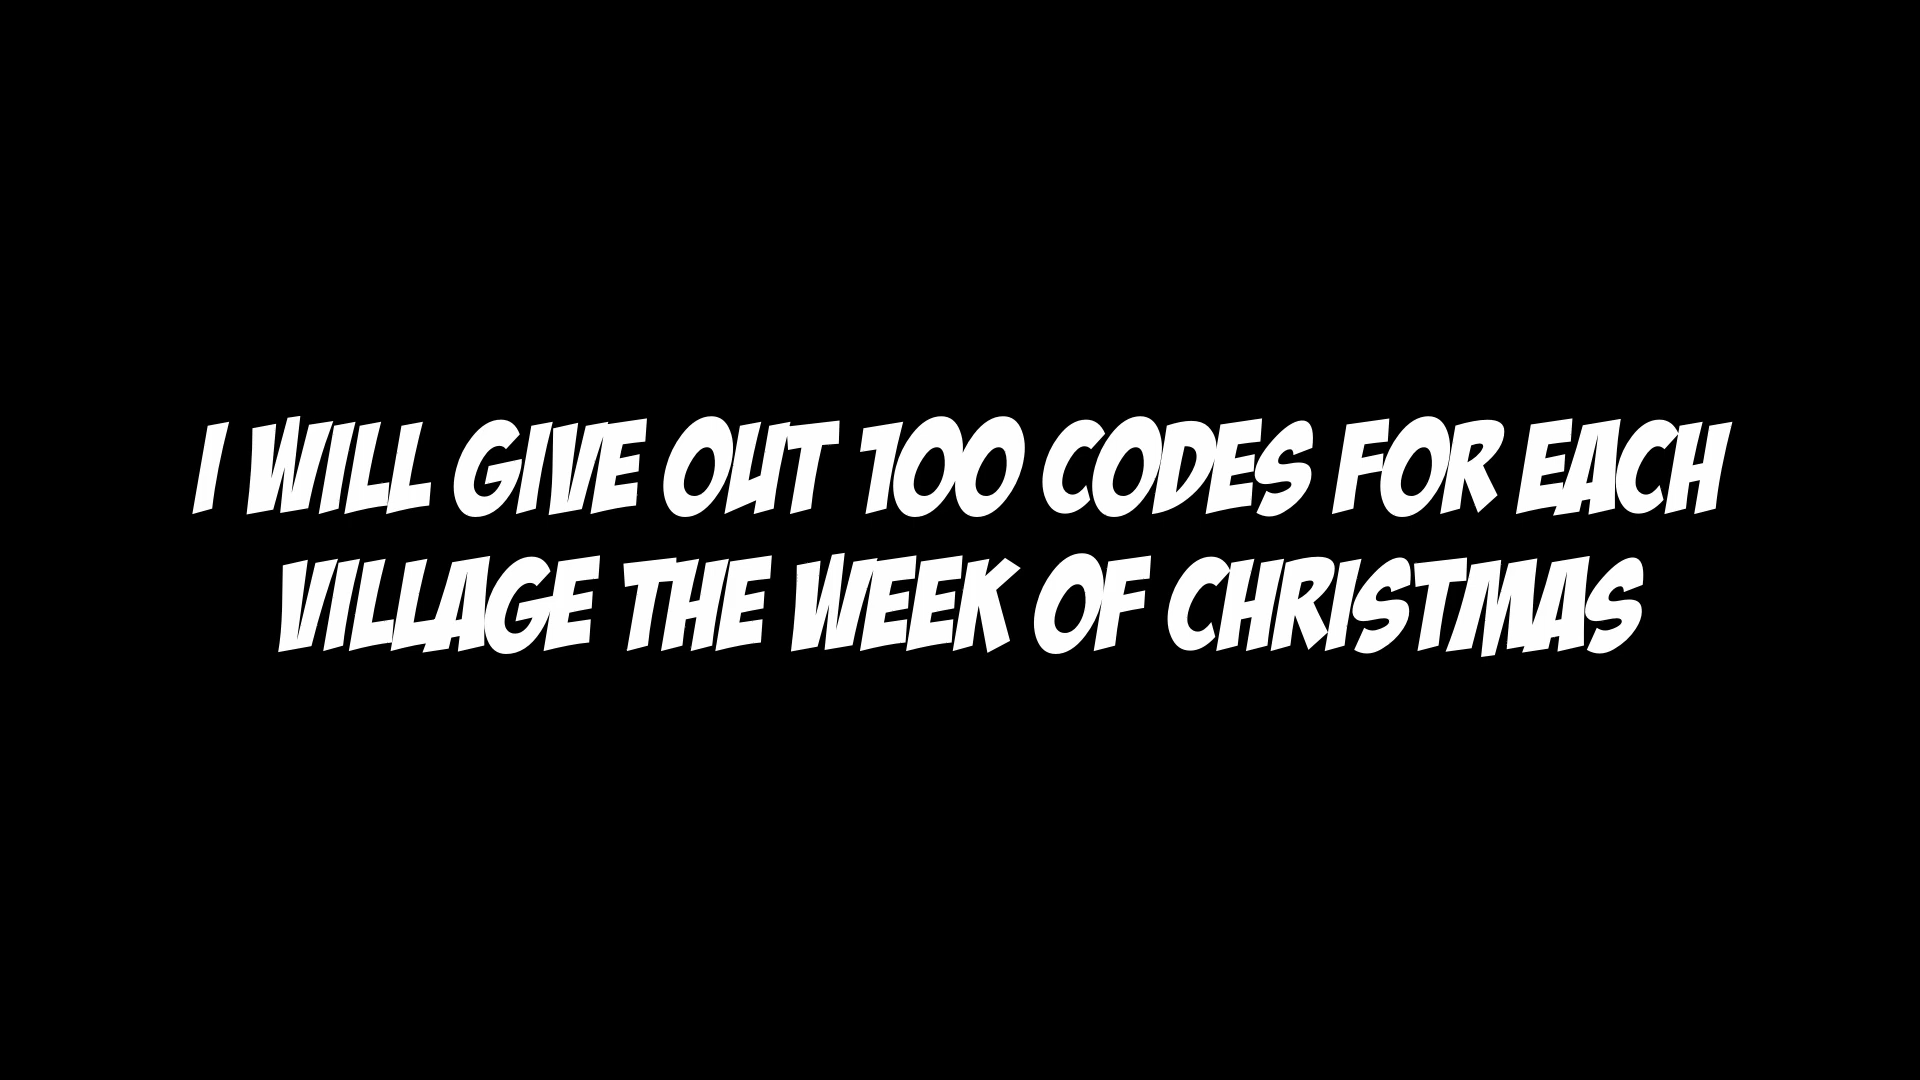 I WILL GIVE OUT 100 CODES FOR EACH
VILLAGE THE WEEK OF CHRISTMAS